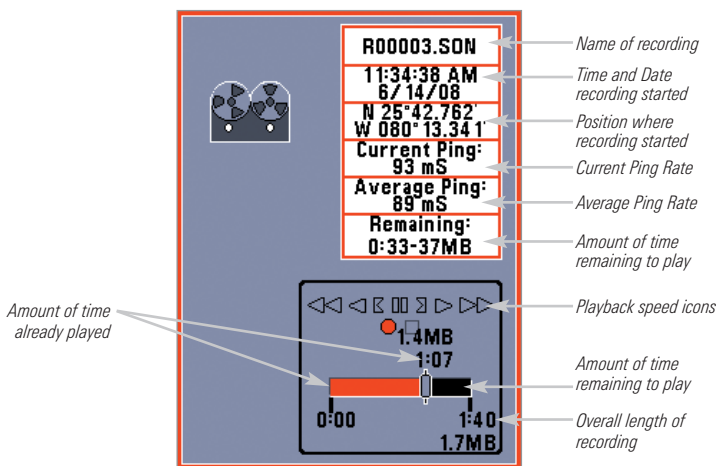 R00003.SON
11:34:38 AM
6/ 14/08
N 25°42.762'
W 080°13.341'
Current Ping:
93 mS
Average Ping:
89 mS
Remaining:
0:33-37MB
1.4MB
1:07
0:00
1:40
1.7MB
Name of recording
Time and Date
recording started
Position where
recording started
Current Ping Rate
Average Ping Rate
Amount of time
remaining to play
Amount of time
already played
Playback speed icons
Amount of time
remaining to play
Overall length of
recording